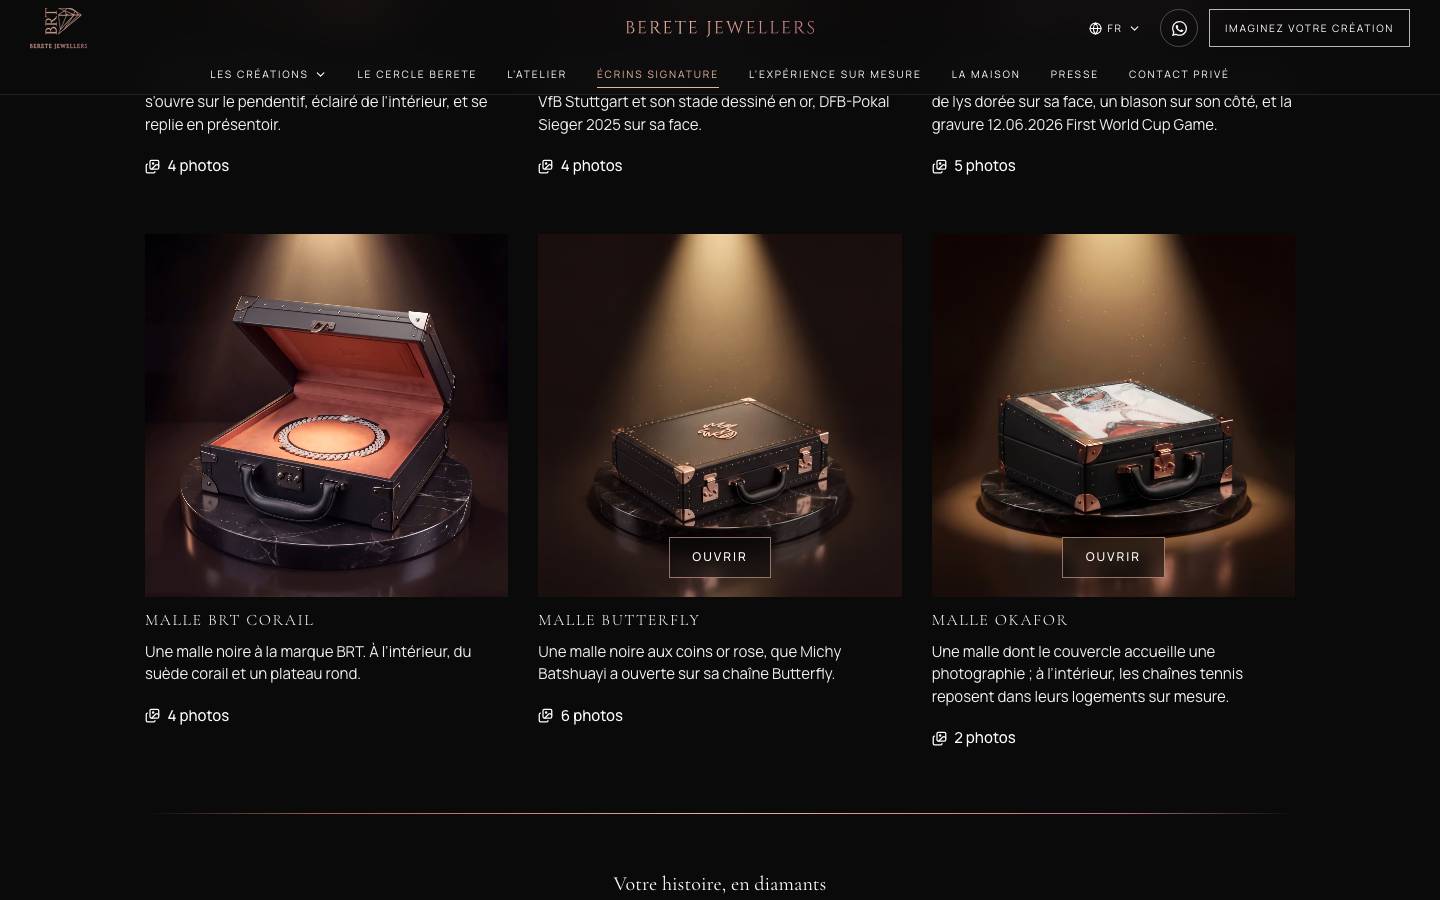 BRT
BERETE JEWELLERS
BERETE JEWELLERS
FR
IMAGINEZ VOTRE CRÉATION
LES CRÉATIONS
LE CERCLE BERETE
L'ATELIER
ÉCRINS SIGNATURE
L'EXPÉRIENCE SUR MESURE
LA MAISON
PRESSE
CONTACT PRIVÉ
s'ouvre sur le pendentif, éclairé de l'intérieur, et se
replie en présentoir.
4 photos
VfB Stuttgart et son stade dessiné en or, DFB-Pokal
Sieger 2025 sur sa face.
4 photos
de lys dorée sur sa face, un blason sur son côté, et la
gravure 12.06.2026 First World Cup Game.
5 photos
MALLE BRT CORAIL
Une malle noire à la marque BRT. À l'intérieur, du
suède corail et un plateau rond.
4 photos
OUVRIR
MALLE BUTTERFLY
Une malle noire aux coins or rose, que Michy
Batshuayi a ouverte sur sa chaîne Butterfly.
6 photos
OUVRIR
MALLE OKAFOR
Une malle dont le couvercle accueille une
photographie ; à l'intérieur, les chaînes tennis
reposent dans leurs logements sur mesure.
2 photos
Votre histoire, en diamants